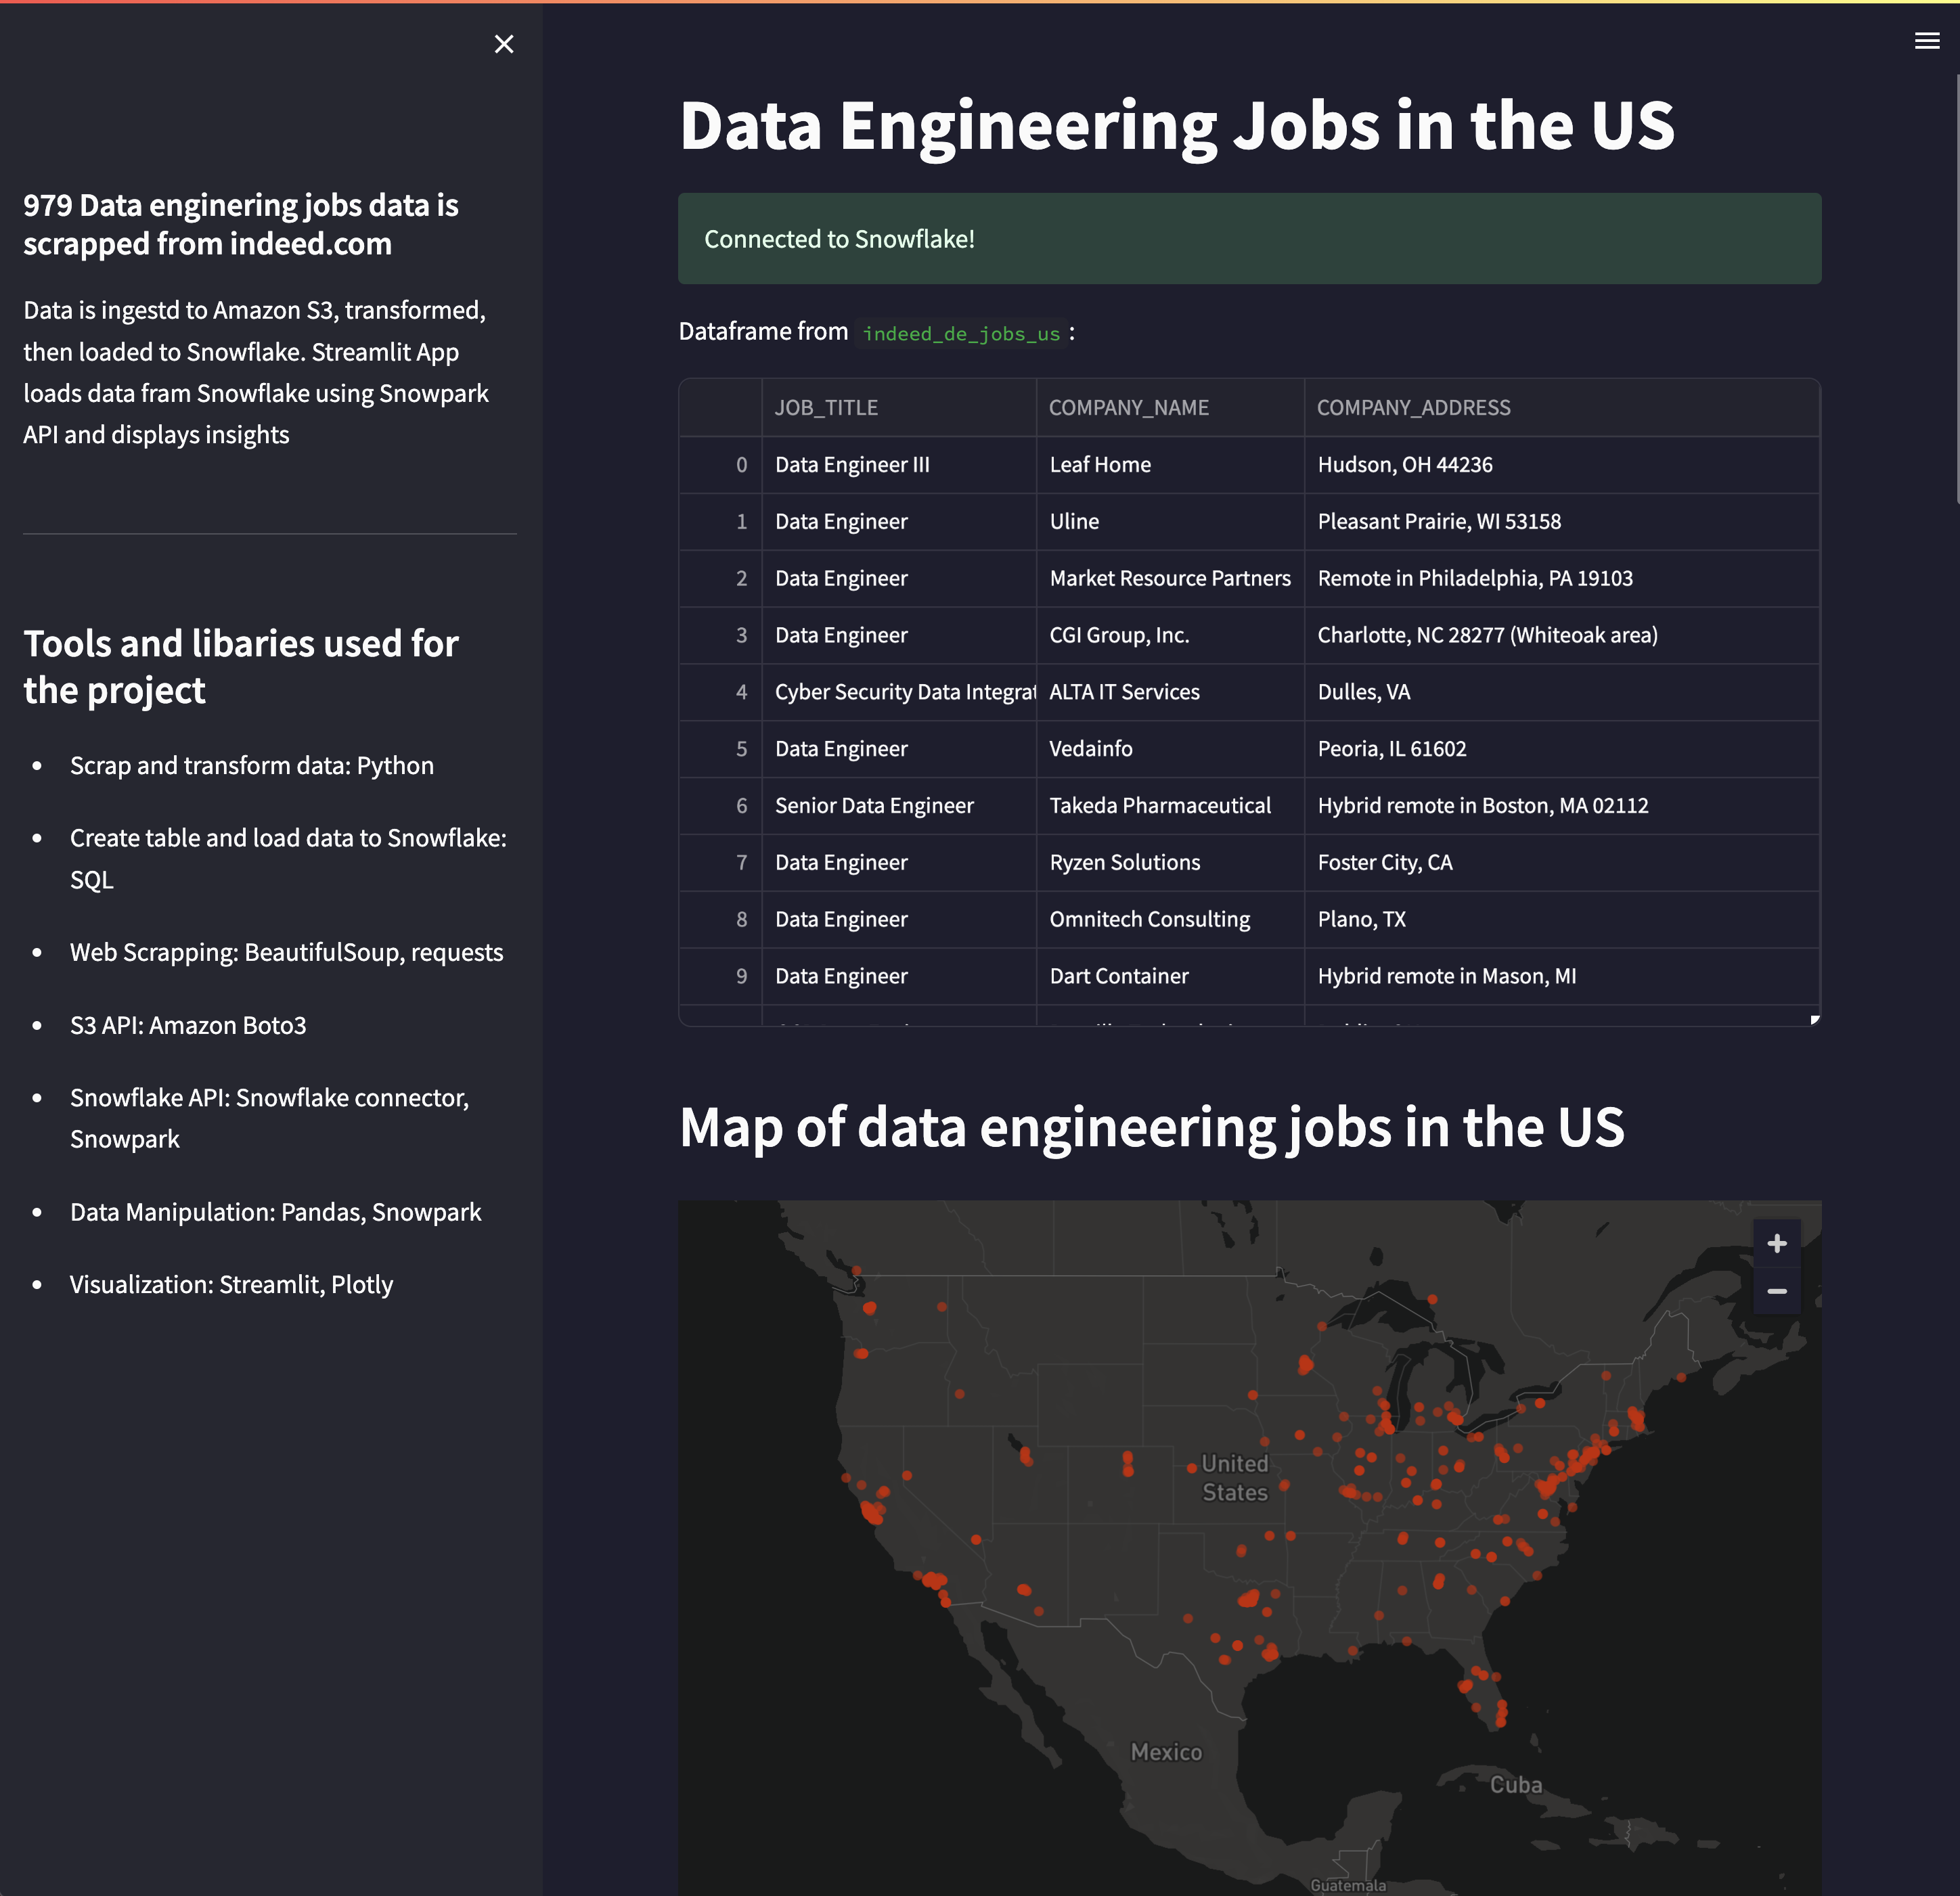 979 Data enginering jobs data is
scrapped from indeed.com
Data is ingestd to Amazon S3, transformed,
then loaded to Snowflake. Streamlit App
loads data fram Snowflake using Snowpark
API and displays insights
Tools and libaries used for
the project
• Scrap and transform data: Python
• Create table and load data to Snowflake:
SQL
• Web Scrapping: BeautifulSoup, requests
• S3 API: Amazon Boto3
• Snowflake API: Snowflake connector,
Snowpark
• Data Manipulation: Pandas, Snowpark
• Visualization: Streamlit, Plotly
Data Engineering Jobs in the US
Connected to Snowflake!
Dataframe from indeed_de_jobs_us :
JOB_TITLE COMPANY_NAME COMPANY_ADDRESS
0 Data Engineer III Leaf Home Hudson, OH 44236
1 Data Engineer Uline Pleasant Prairie, WI 53158
2 Data Engineer Market Resource Partners Remote in Philadelphia, PA 19103
3 Data Engineer CGI Group, Inc. Charlotte, NC 28277 (Whiteoak area)
4 Cyber Security Data Integrat ALTA IT Services Dulles, VA
5 Data Engineer Vedainfo Peoria, IL 61602
6 Senior Data Engineer Takeda Pharmaceutical Hybrid remote in Boston, MA 02112
7 Data Engineer Ryzen Solutions Foster City, CA
8 Data Engineer Omnitech Consulting Plano, TX
9 Data Engineer Dart Container Hybrid remote in Mason, MI
Map of data engineering jobs in the US
+
−
United
States
Mexico
Cuba
Guatemala